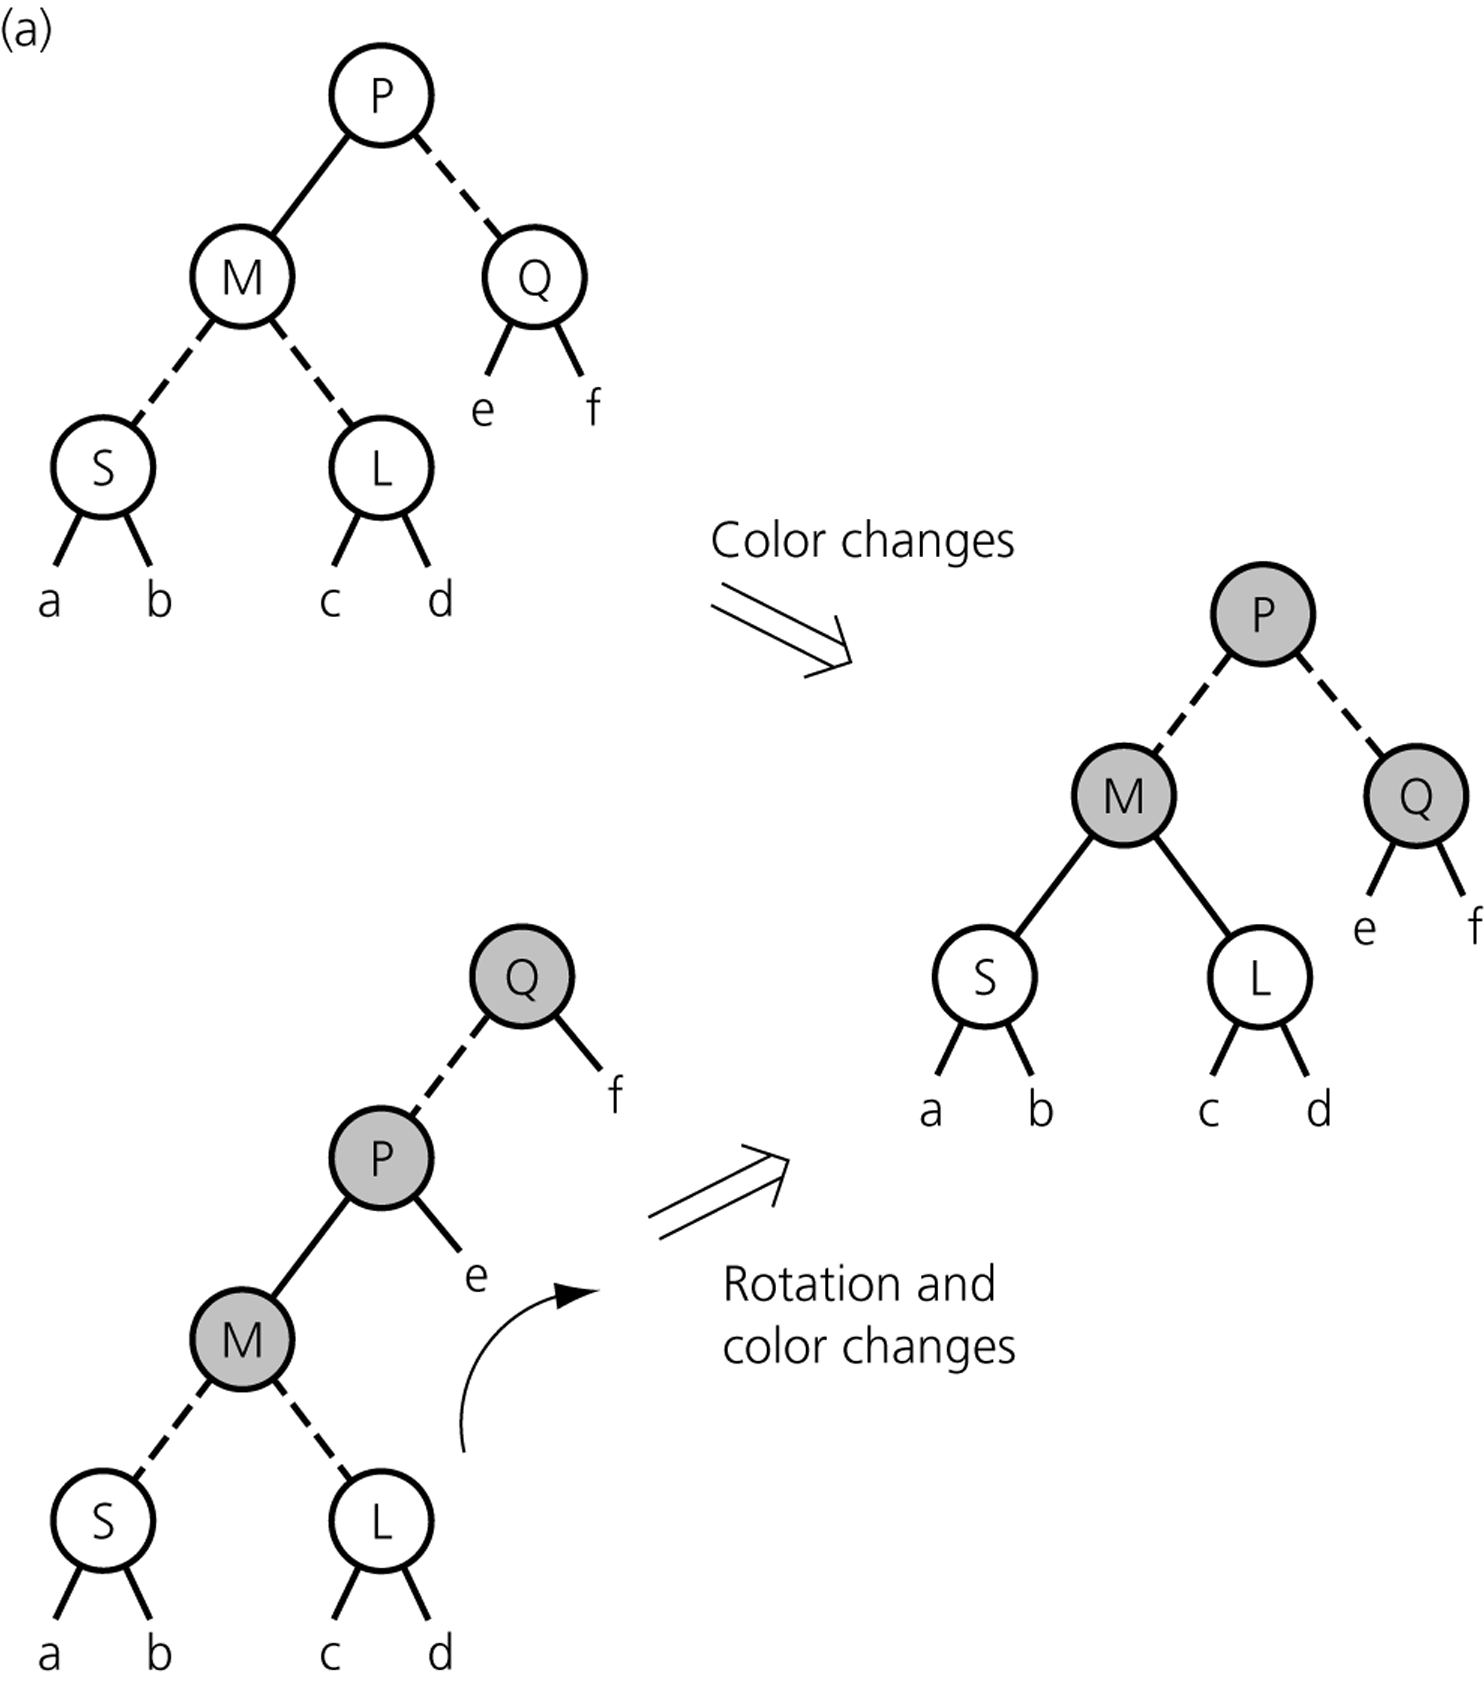 (a)
P
M
Q
e f
S
L
a b c d
Color changes
P
M
Q
e f
S
L
a b c d
Q
f
P
e
M
S
L
a b c d
Rotation and
color changes